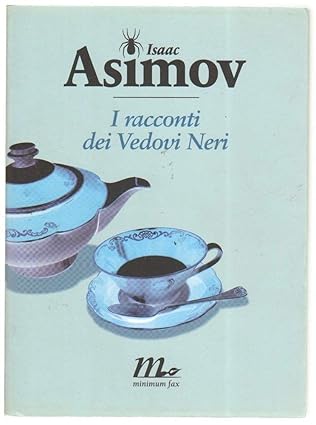 Isaac
Asimov
I racconti
dei Vedovi Neri
m
minimum fax